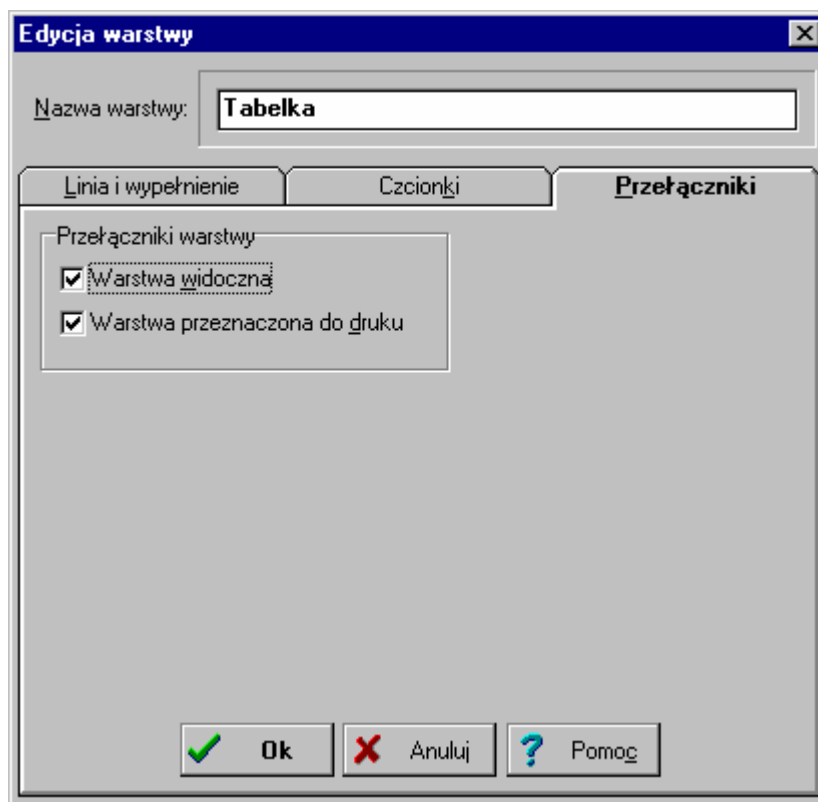 Edycja warstwy
Nazwa warstwy: Tabelka
Linia i wypełnienie Czcionki Przełączniki
Przełączniki warstwy
Warstwa widoczna
Warstwa przeznaczona do druku
Ok Anuluj Pomoc